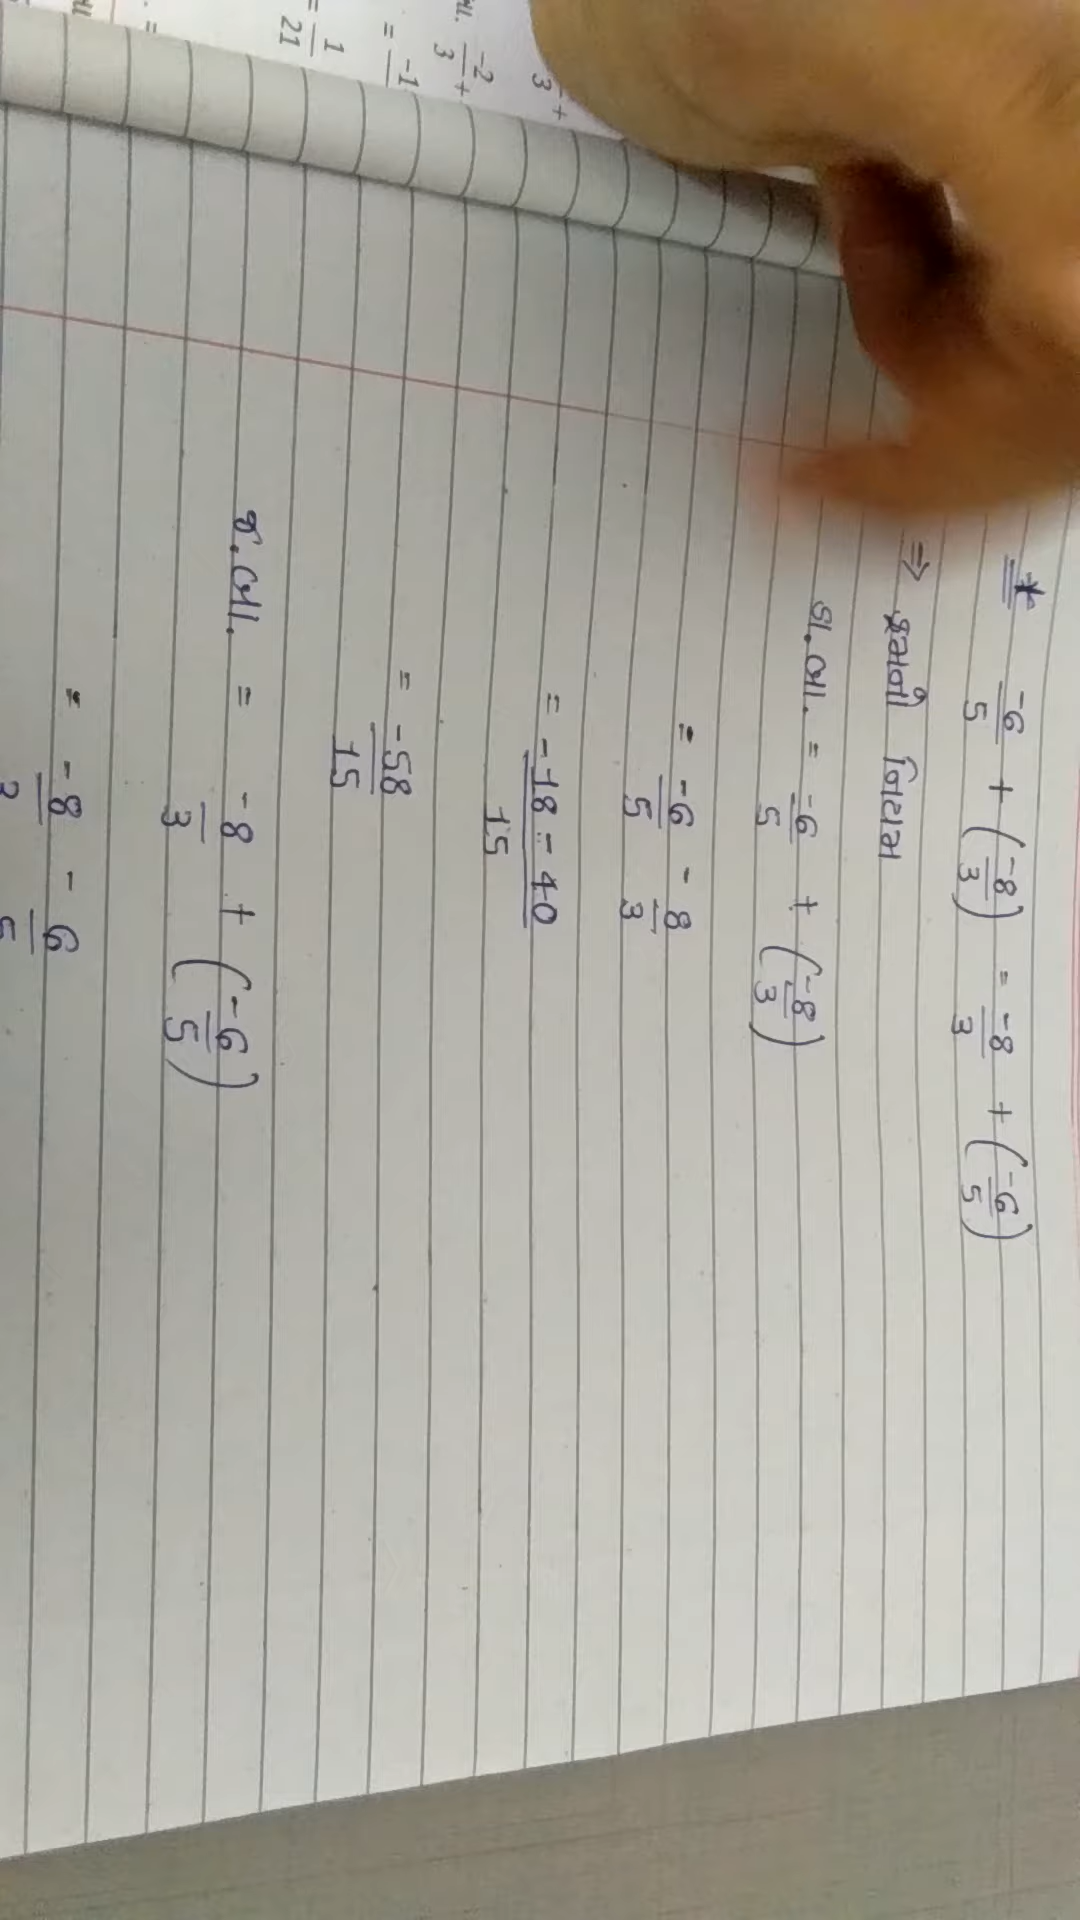 * -6/5 + (-8/3) = -8/3 + (-6/5)
⇒ ક્રમનો નિયમ
ડા.બા. = -6/5 + (-8/3)
= -6/5 - 8/3
= -18-40/15
= -58/15
જ.બા. = -8/3 + (-6/5)
= -8/3 - 6/5